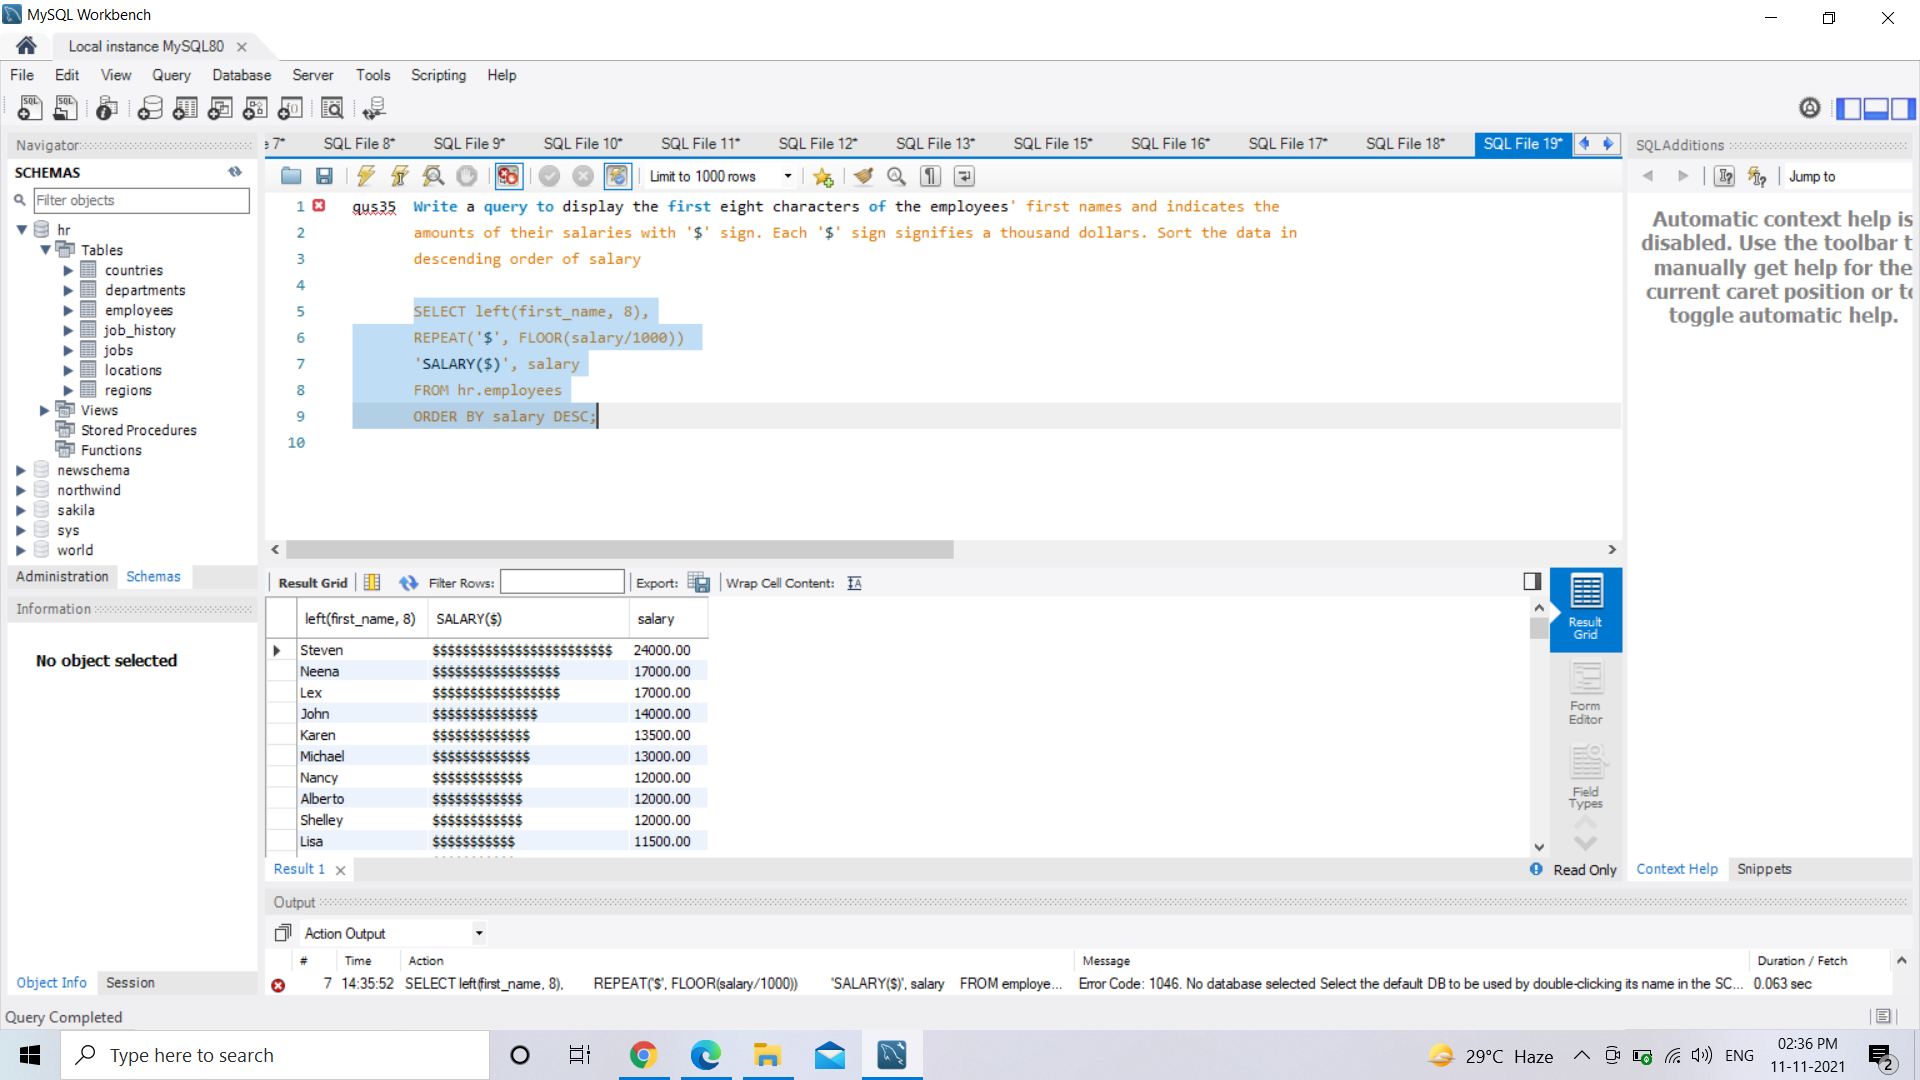 MySQL Workbench
Local instance MySQL80
File Edit View Query Database Server Tools Scripting Help
Navigator
SCHEMAS
Filter objects
hr
Tables
countries
departments
employees
job_history
jobs
locations
regions
Views
Stored Procedures
Functions
newschema
northwind
sakila
sys
world
Administration Schemas
Information
No object selected
Object Info Session
Query Completed
e 7* SQL File 8* SQL File 9* SQL File 10* SQL File 11* SQL File 12* SQL File 13* SQL File 15* SQL File 16* SQL File 17* SQL File 18* SQL File 19*
Limit to 1000 rows
1 qus35 Write a query to display the first eight characters of the employees' first names and indicates the
2 amounts of their salaries with '$' sign. Each '$' sign signifies a thousand dollars. Sort the data in
3 descending order of salary
4
5 SELECT left(first_name, 8),
6 REPEAT('$', FLOOR(salary/1000))
7 'SALARY($)', salary
8 FROM hr.employees
9 ORDER BY salary DESC;
10
Result Grid Filter Rows: Export: Wrap Cell Content:
left(first_name, 8) SALARY($) salary
Steven $$$$$$$$$$$$$$$$$$$$$$$$ 24000.00
Neena $$$$$$$$$$$$$$$$$ 17000.00
Lex $$$$$$$$$$$$$$$$$ 17000.00
John $$$$$$$$$$$$$$ 14000.00
Karen $$$$$$$$$$$$$ 13500.00
Michael $$$$$$$$$$$$$ 13000.00
Nancy $$$$$$$$$$$$ 12000.00
Alberto $$$$$$$$$$$$ 12000.00
Shelley $$$$$$$$$$$$ 12000.00
Lisa $$$$$$$$$$$ 11500.00
Result Grid
Form Editor
Field Types
Result 1
Read Only
Output
Action Output
# Time Action Message Duration / Fetch
7 14:35:52 SELECT left(first_name, 8), REPEAT('$', FLOOR(salary/1000)) 'SALARY($)', salary FROM employe... Error Code: 1046. No database selected Select the default DB to be used by double-clicking its name in the SC... 0.063 sec
SQLAdditions
Jump to
Automatic context help is
disabled. Use the toolbar t
manually get help for the
current caret position or to
toggle automatic help.
Context Help Snippets
Type here to search
29°C Haze
ENG
02:36 PM
11-11-2021
2